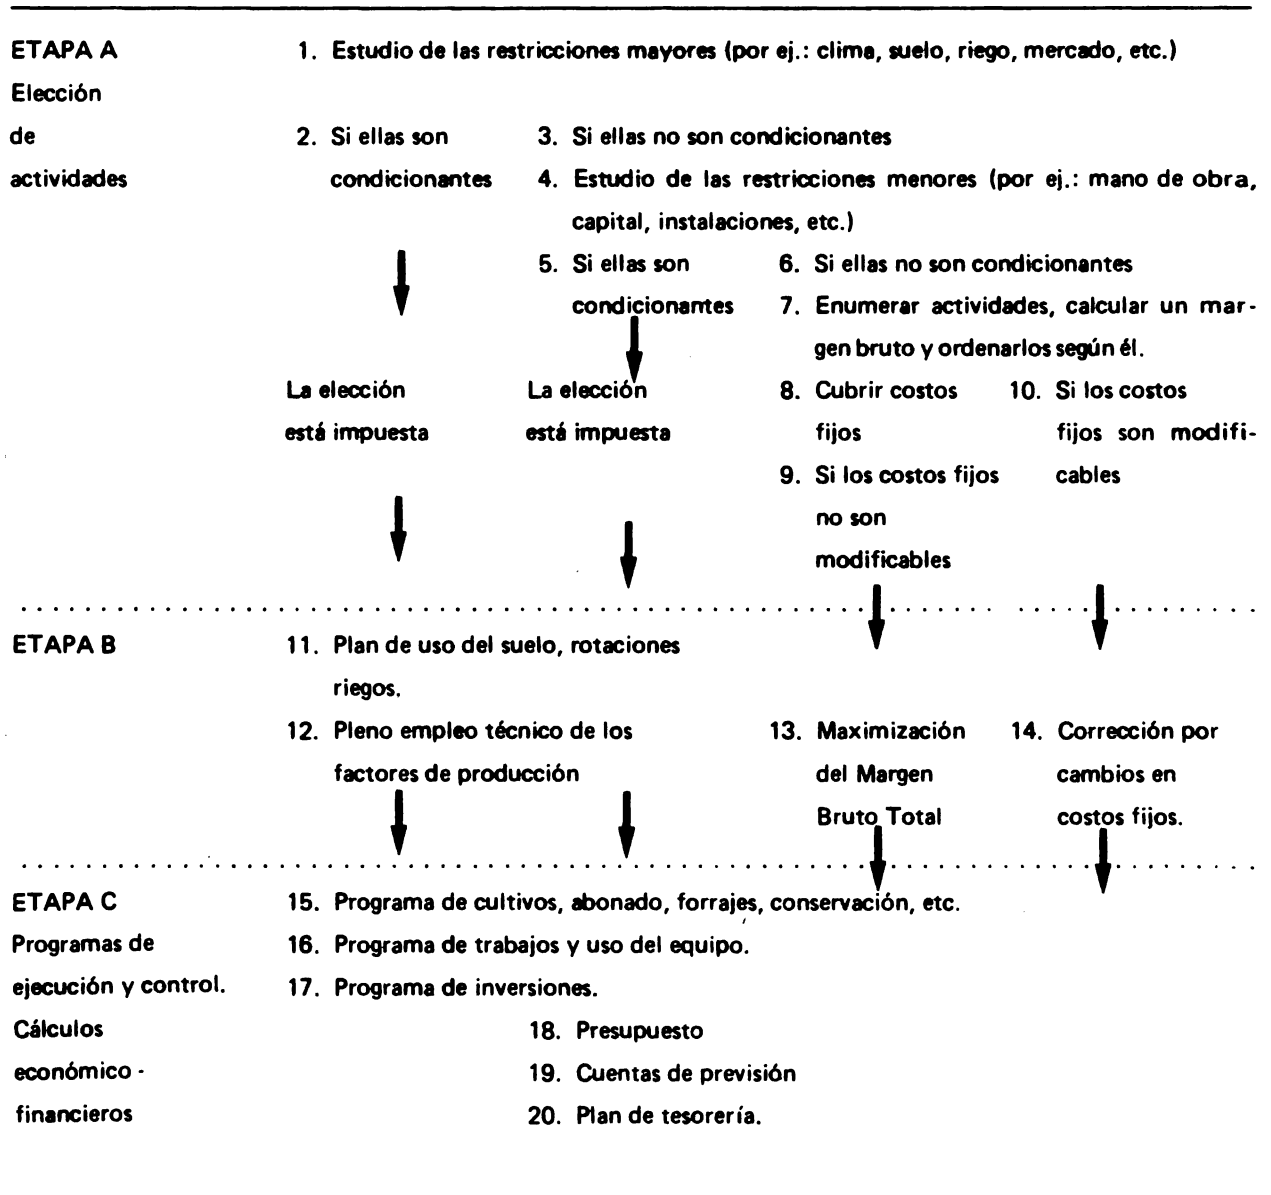 ETAPA A
Elección
de
actividades
1. Estudio de las restricciones mayores (por ej.: clima, suelo, riego, mercado, etc.)
2. Si ellas son
condicionantes
3. Si ellas no son condicionantes
4. Estudio de las restricciones menores (por ej.: mano de obra,
capital, instalaciones, etc.)
5. Si ellas son
condicionantes
6. Si ellas no son condicionantes
7. Enumerar actividades, calcular un mar-
gen bruto y ordenarlos según él.
La elección
está impuesta
La elección
está impuesta
8. Cubrir costos
fijos
9. Si los costos fijos
no son
modificables
10. Si los costos
fijos son modifi-
cables
ETAPA B
11. Plan de uso del suelo, rotaciones
riegos.
12. Pleno empleo técnico de los
factores de producción
13. Maximización
del Margen
Bruto Total
14. Corrección por
cambios en
costos fijos.
ETAPA C
Programas de
ejecución y control.
Cálculos
económico -
financieros
15. Programa de cultivos, abonado, forrajes, conservación, etc.
16. Programa de trabajos y uso del equipo.
17. Programa de inversiones.
18. Presupuesto
19. Cuentas de previsión
20. Plan de tesorería.